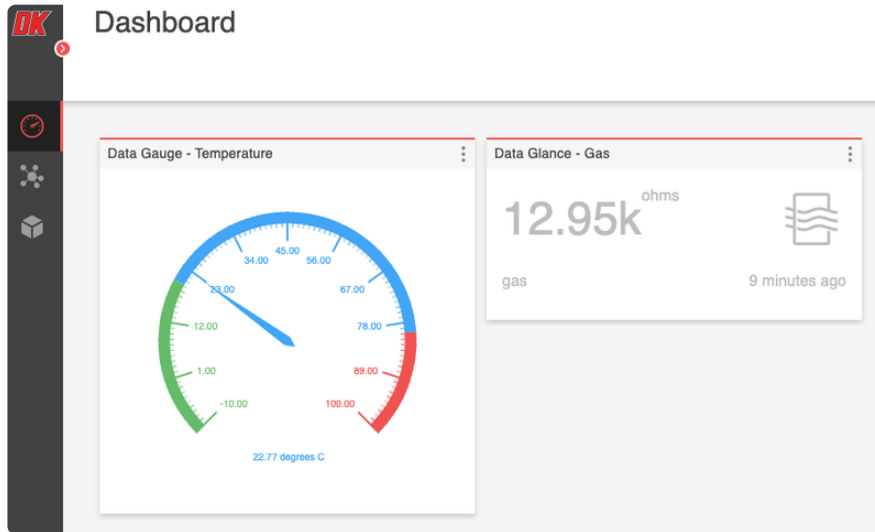 DK
Dashboard
Data Gauge - Temperature
45.00
34.00
56.00
23.00
67.00
12.00
78.00
1.00
89.00
-10.00
100.00
22.77 degrees C
Data Glance - Gas
12.95k ohms
gas
9 minutes ago